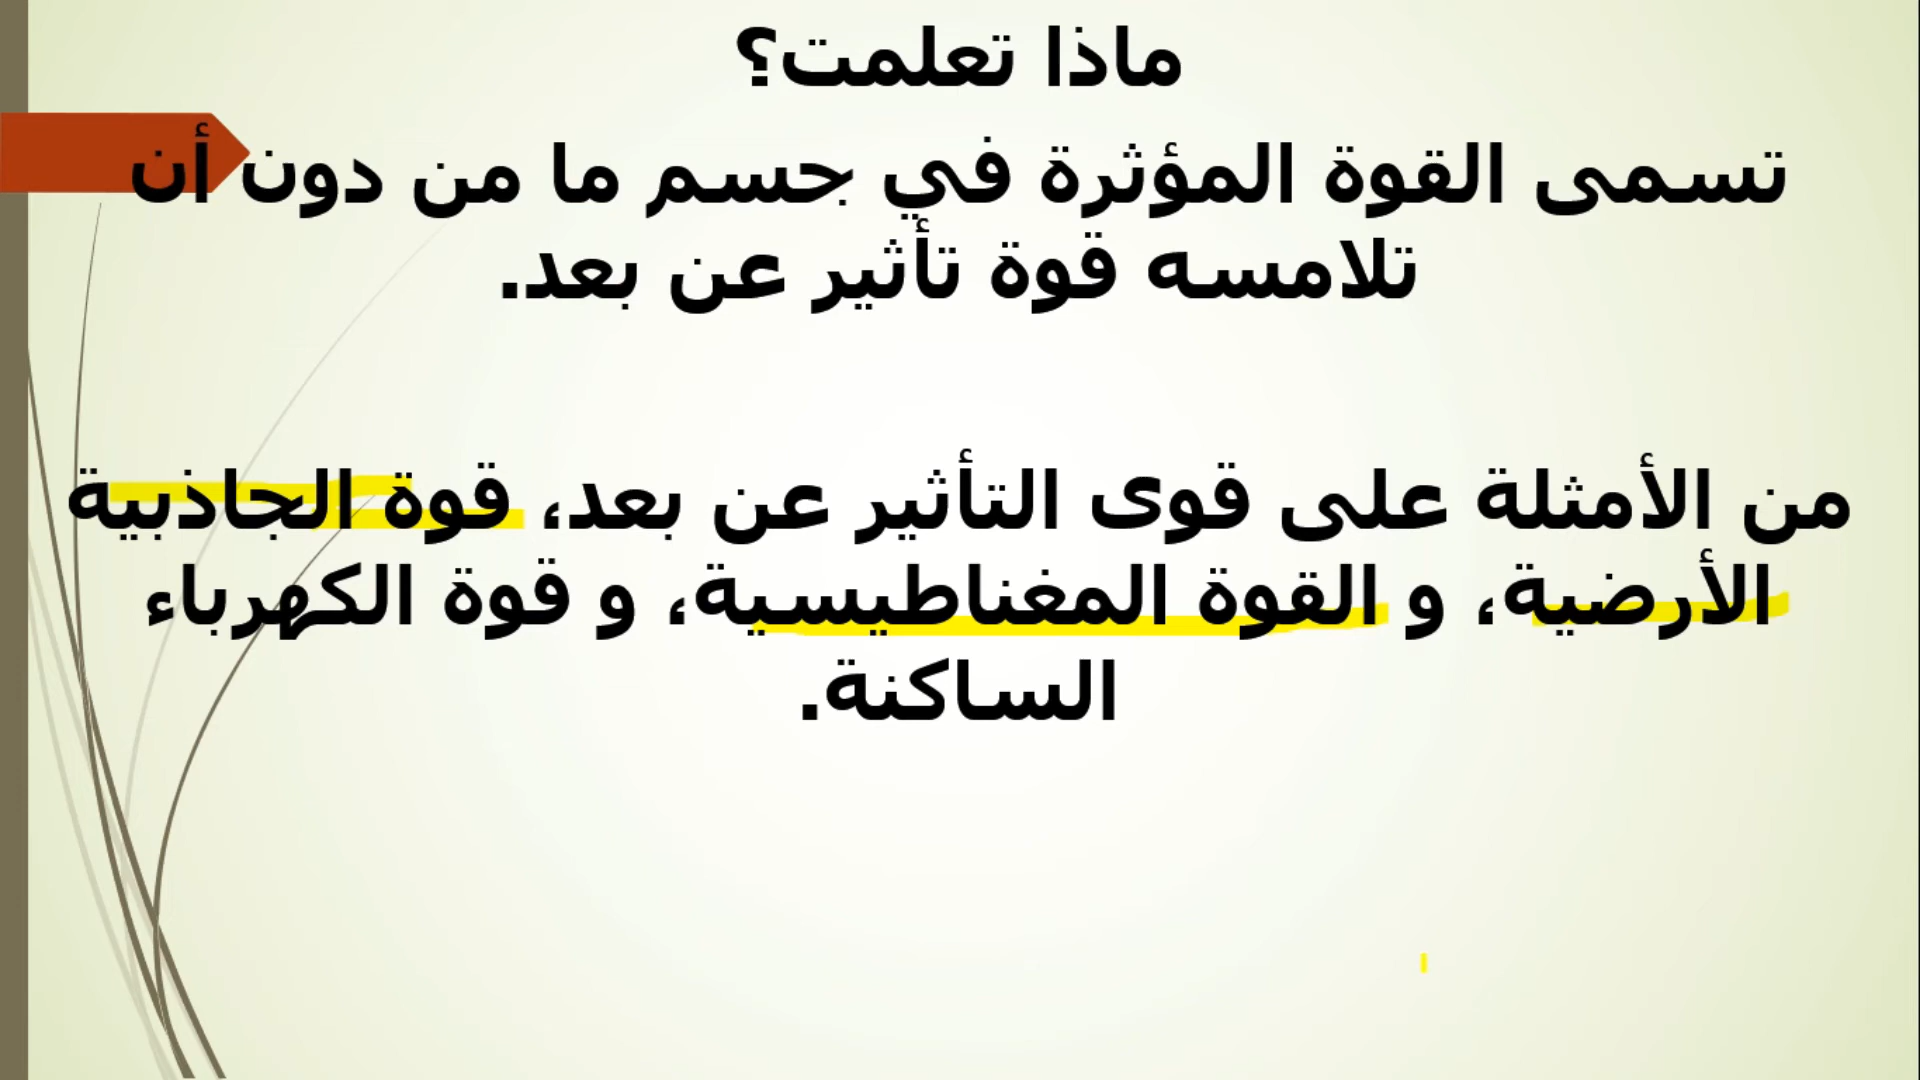 ماذا تعلمت؟
تسمى القوة المؤثرة في جسم ما من دون أن
تلامسه قوة تأثير عن بعد.
من الأمثلة على قوى التأثير عن بعد، قوة الجاذبية
الأرضية، و القوة المغناطيسية، و قوة الكهرباء
الساكنة.